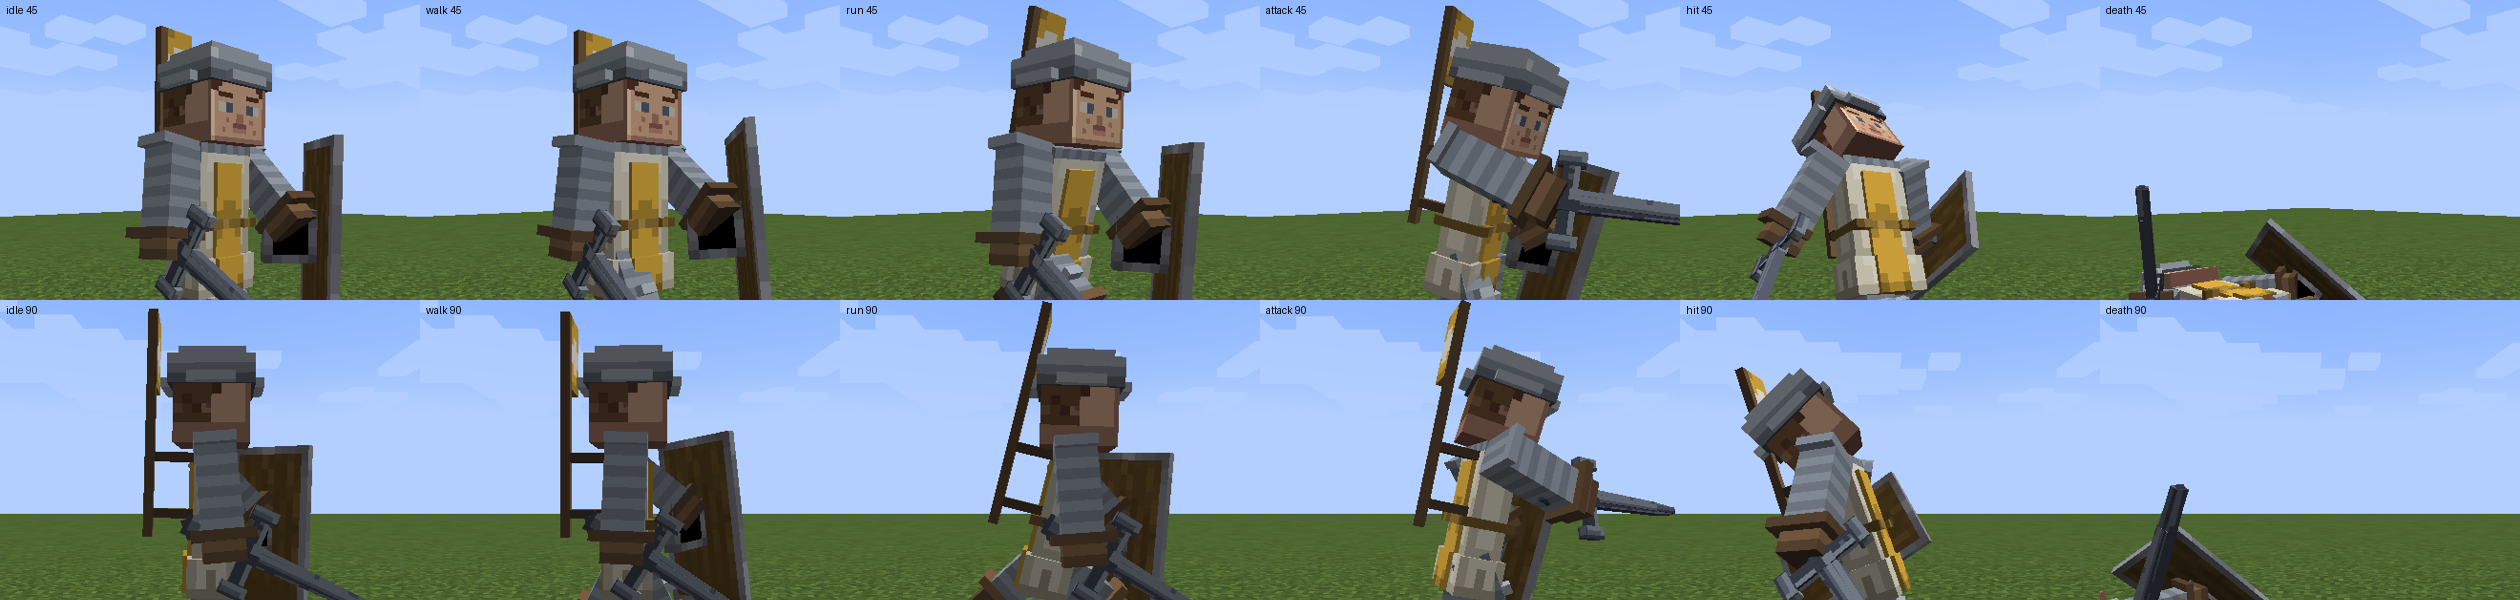 idle 45
walk 45
run 45
attack 45
hit 45
death 45
idle 90
walk 90
run 90
attack 90
hit 90
death 90